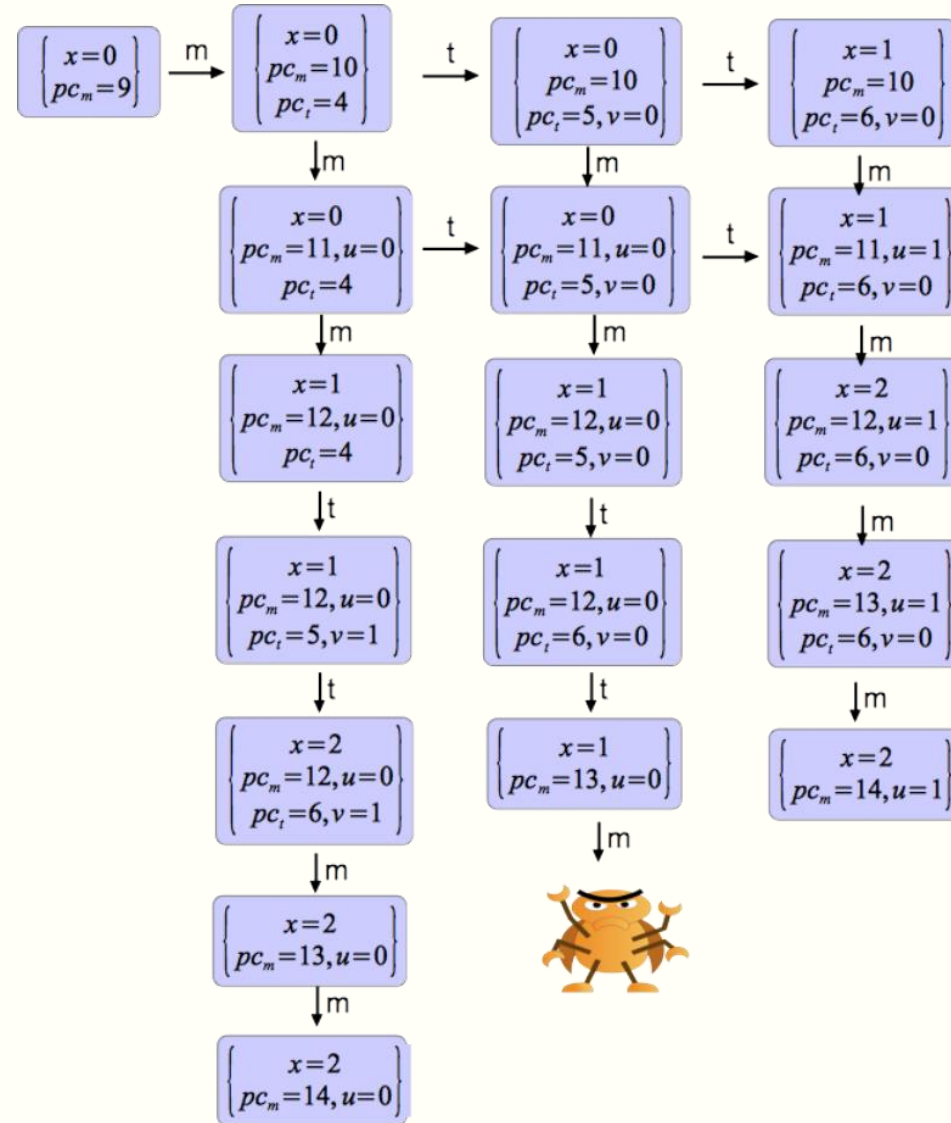 x=0
pc_m=9
m
x=0
pc_m=10
pc_t=4
t
x=0
pc_m=10
pc_t=5,v=0
t
x=1
pc_m=10
pc_t=6,v=0
m
m
m
x=0
pc_m=11,u=0
pc_t=4
t
x=0
pc_m=11,u=0
pc_t=5,v=0
t
x=1
pc_m=11,u=1
pc_t=6,v=0
m
m
m
x=1
pc_m=12,u=0
pc_t=4
x=1
pc_m=12,u=0
pc_t=5,v=0
x=2
pc_m=12,u=1
pc_t=6,v=0
t
t
m
x=1
pc_m=12,u=0
pc_t=5,v=1
x=1
pc_m=12,u=0
pc_t=6,v=0
x=2
pc_m=13,u=1
pc_t=6,v=0
t
t
m
x=2
pc_m=12,u=0
pc_t=6,v=1
x=1
pc_m=13,u=0
x=2
pc_m=14,u=1
m
m
x=2
pc_m=13,u=0
m
x=2
pc_m=14,u=0